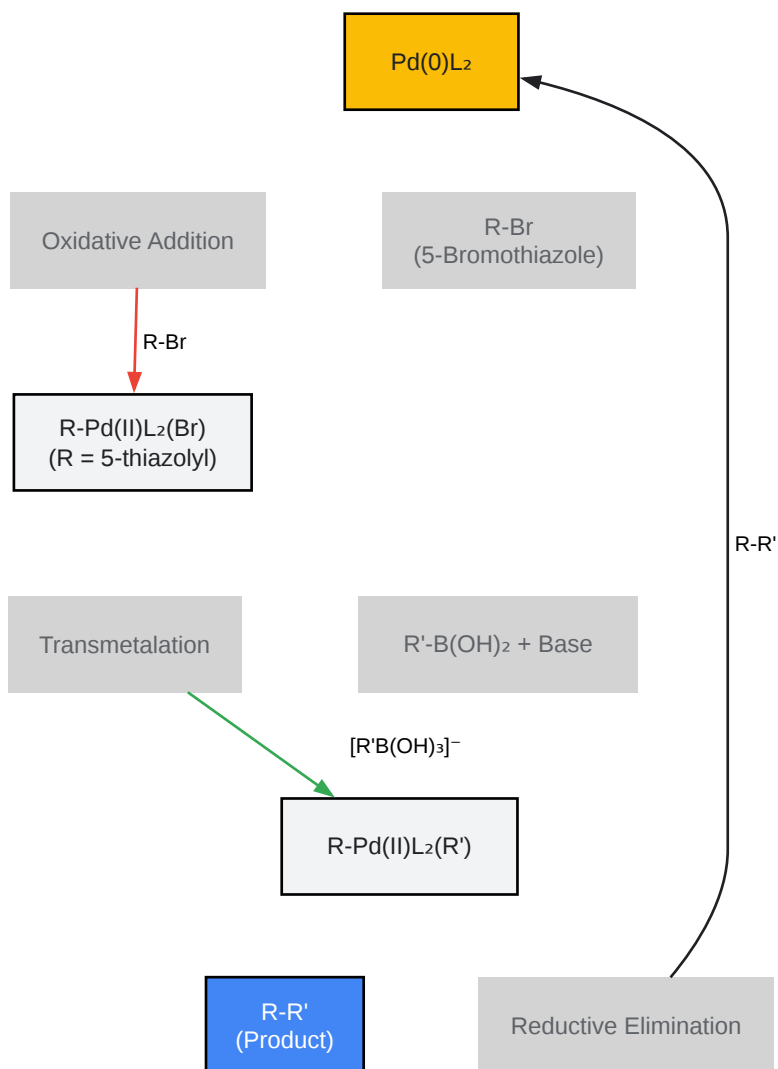 Pd(0)L₂
Oxidative Addition
R-Br
(5-Bromothiazole)
R-Br
R-Pd(II)L₂(Br)
(R = 5-thiazolyl)
R-R'
Transmetalation
R'-B(OH)₂ + Base
[R'B(OH)₃]⁻
R-Pd(II)L₂(R')
R-R'
(Product)
Reductive Elimination